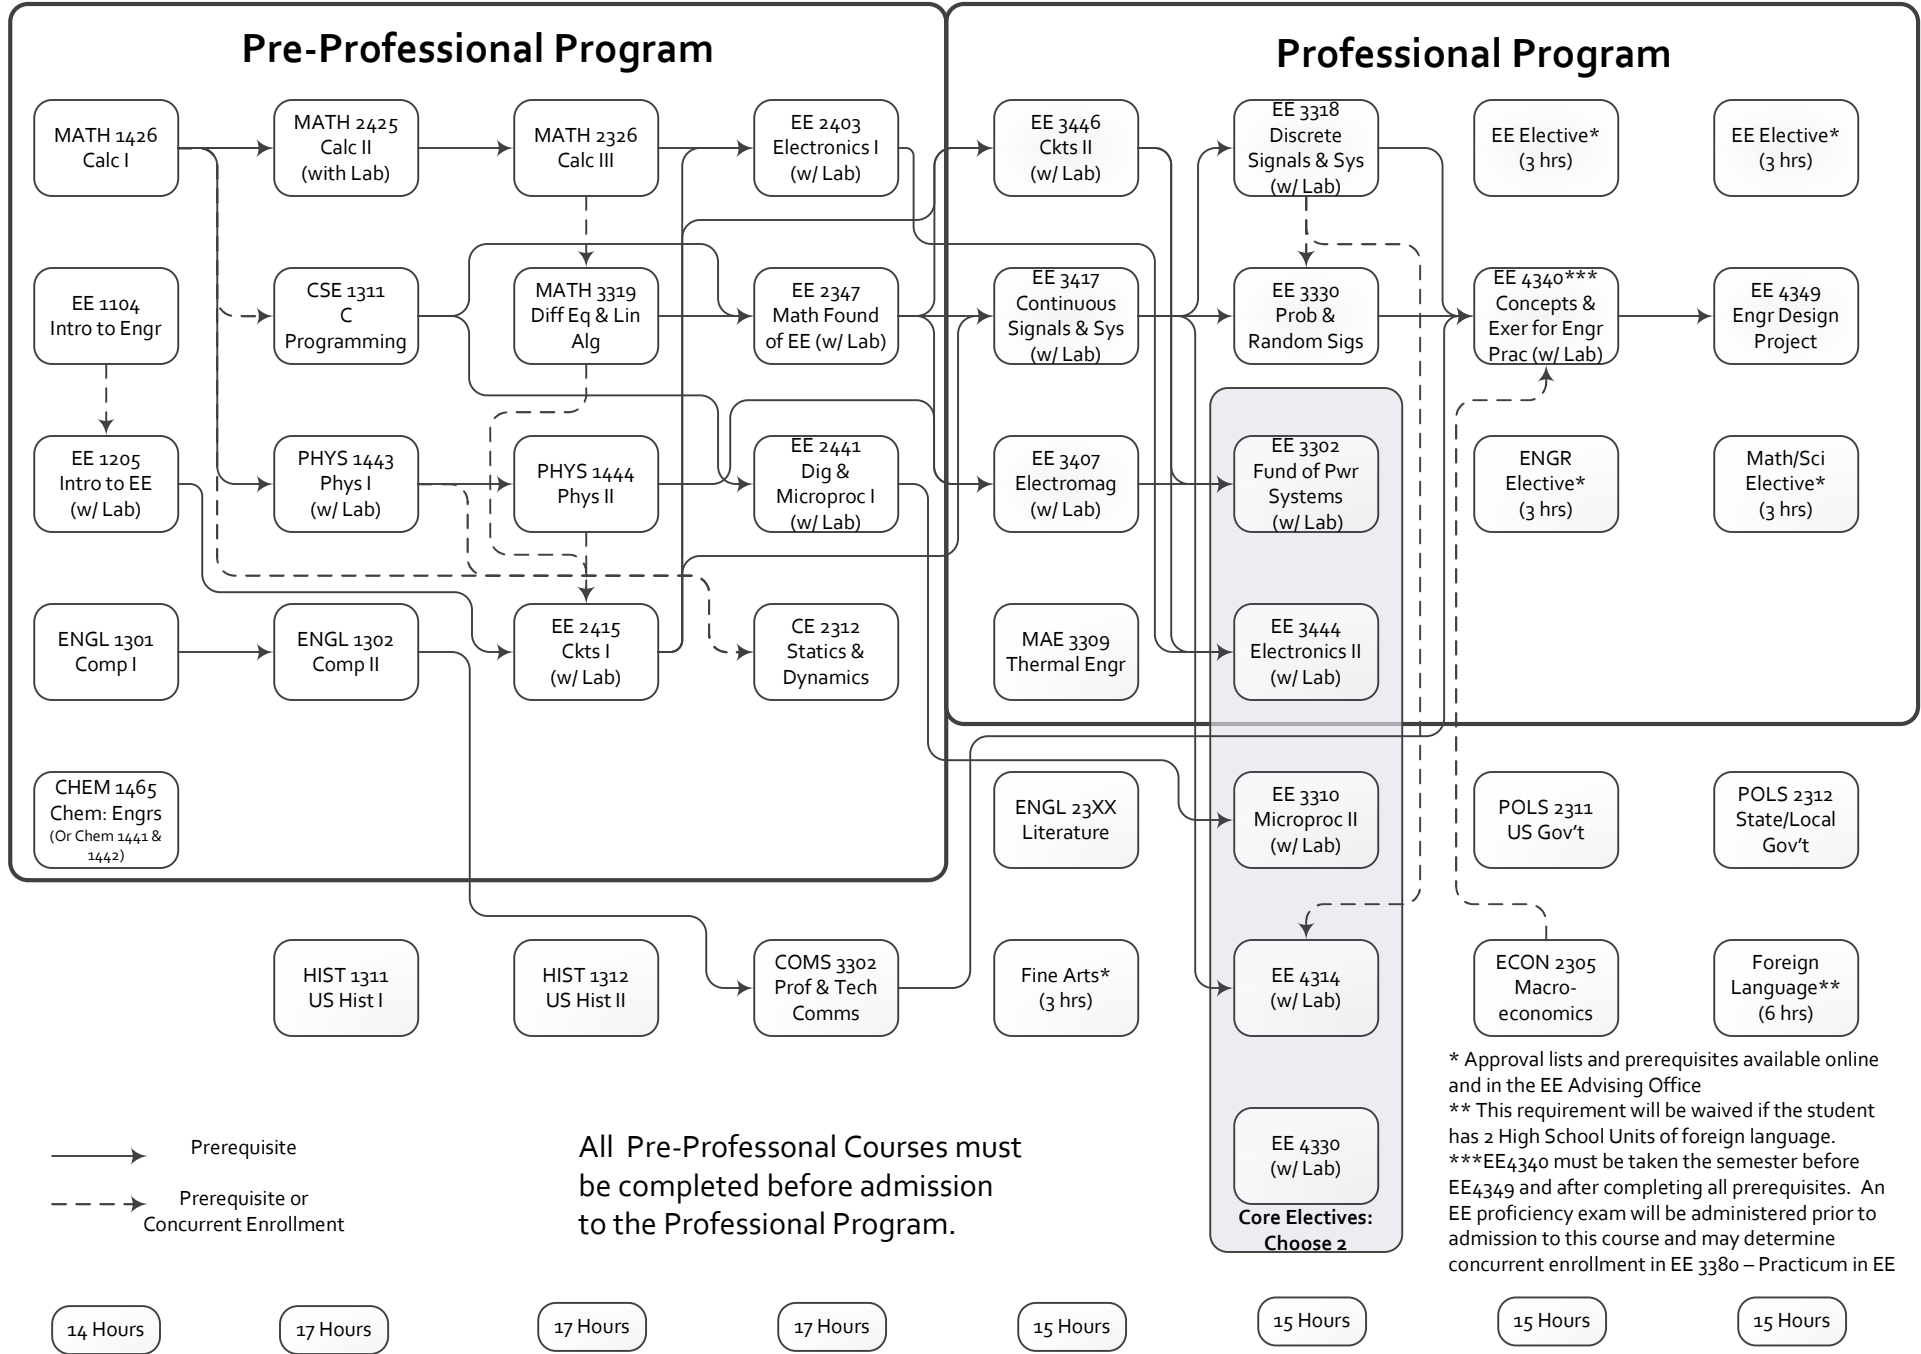 Pre-Professional Program
Professional Program
MATH 1426
Calc I
MATH 2425
Calc II
(with Lab)
MATH 2326
Calc III
EE 2403
Electronics I
(w/ Lab)
EE 3446
Ckts II
(w/ Lab)
EE 3318
Discrete
Signals & Sys
(w/ Lab)
EE Elective*
(3 hrs)
EE Elective*
(3 hrs)
EE 1104
Intro to Engr
CSE 1311
C
Programming
MATH 3319
Diff Eq & Lin
Alg
EE 2347
Math Found
of EE (w/ Lab)
EE 3417
Continuous
Signals & Sys
(w/ Lab)
EE 3330
Prob &
Random Sigs
EE 4340***
Concepts &
Exer for Engr
Prac (w/ Lab)
EE 4349
Engr Design
Project
EE 1205
Intro to EE
(w/ Lab)
PHYS 1443
Phys I
(w/ Lab)
PHYS 1444
Phys II
EE 2441
Dig &
Microproc I
(w/ Lab)
EE 3407
Electromag
(w/ Lab)
EE 3302
Fund of Pwr
Systems
(w/ Lab)
ENGR
Elective*
(3 hrs)
Math/Sci
Elective*
(3 hrs)
ENGL 1301
Comp I
ENGL 1302
Comp II
EE 2415
Ckts I
(w/ Lab)
CE 2312
Statics &
Dynamics
MAE 3309
Thermal Engr
EE 3444
Electronics II
(w/ Lab)
CHEM 1465
Chem: Engrs
(Or Chem 1441 &
1442)
ENGL 23XX
Literature
EE 3310
Microproc II
(w/ Lab)
POLS 2311
US Gov't
POLS 2312
State/Local
Gov't
HIST 1311
US Hist I
HIST 1312
US Hist II
COMS 3302
Prof & Tech
Comms
Fine Arts*
(3 hrs)
EE 4314
(w/ Lab)
ECON 2305
Macro-
economics
Foreign
Language**
(6 hrs)
EE 4330
(w/ Lab)
Core Electives:
Choose 2
* Approval lists and prerequisites available online
and in the EE Advising Office
** This requirement will be waived if the student
has 2 High School Units of foreign language.
***EE4340 must be taken the semester before
EE4349 and after completing all prerequisites.  An
EE proficiency exam will be administered prior to
admission to this course and may determine
concurrent enrollment in EE 3380 – Practicum in EE
Prerequisite
Prerequisite or
Concurrent Enrollment
All  Pre-Professonal Courses must
be completed before admission
to the Professional Program.
14 Hours
17 Hours
17 Hours
17 Hours
15 Hours
15 Hours
15 Hours
15 Hours